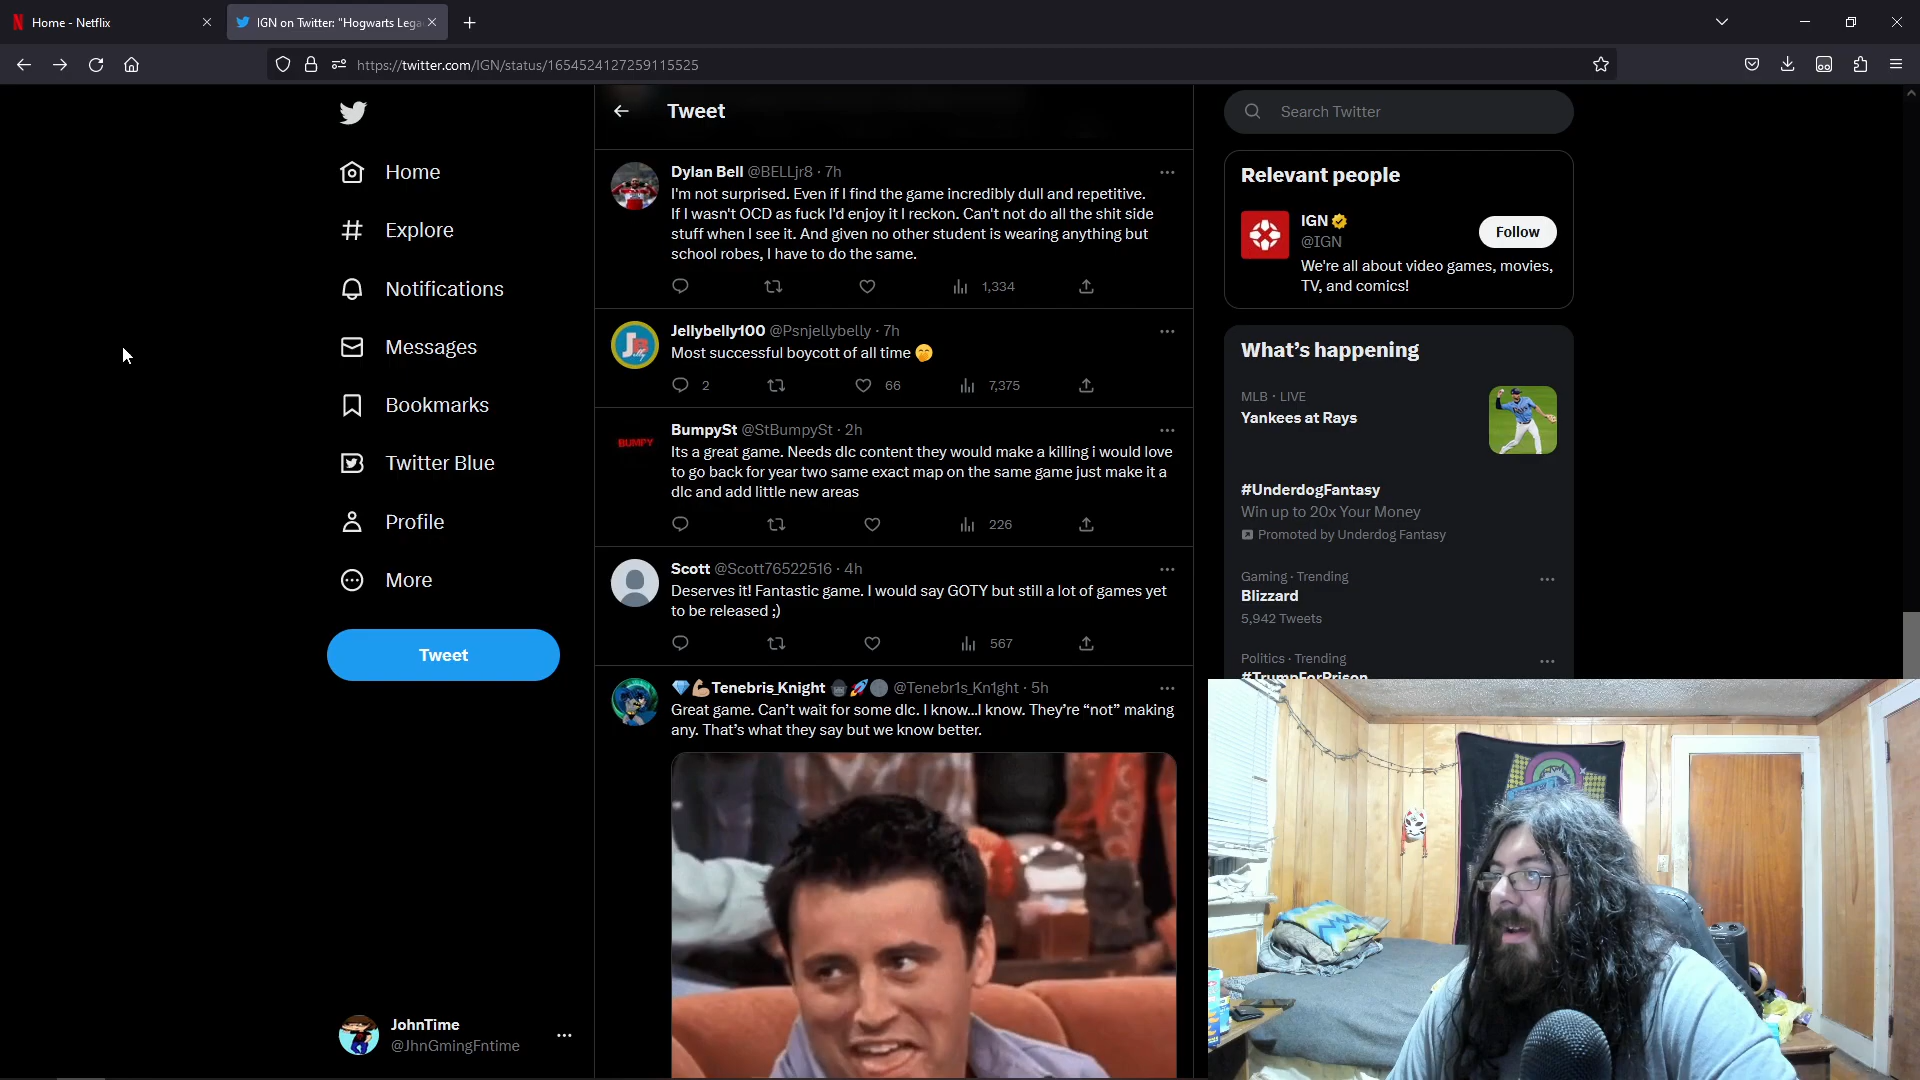 Home - Netflix
IGN on Twitter: "Hogwarts Lega
https://twitter.com/IGN/status/1654524127259115525
Home
Explore
Notifications
Messages
Bookmarks
Twitter Blue
Profile
More
Tweet
JohnTime
@JhnGmingFntime
Tweet
Dylan Bell @BELLjr8 · 7h
I'm not surprised. Even if I find the game incredibly dull and repetitive.
If I wasn't OCD as fuck I'd enjoy it I reckon. Can't not do all the shit side
stuff when I see it. And given no other student is wearing anything but
school robes, I have to do the same.
1,334
Jellybelly100 @Psnjellybelly · 7h
Most successful boycott of all time 🤭
2 66 7,375
BUMPY
BumpySt @StBumpySt · 2h
Its a great game. Needs dlc content they would make a killing i would love
to go back for year two same exact map on the same game just make it a
dlc and add little new areas
226
Scott @Scott76522516 · 4h
Deserves it! Fantastic game. I would say GOTY but still a lot of games yet
to be released ;)
567
💎💪🏽Tenebris_Knight 🚀🌑 @Tenebr1s_Kn1ght · 5h
Great game. Can’t wait for some dlc. I know...I know. They’re “not” making
any. That’s what they say but we know better.
Search Twitter
Relevant people
IGN
@IGN
Follow
We're all about video games, movies,
TV, and comics!
What’s happening
MLB · LIVE
Yankees at Rays
#UnderdogFantasy
Win up to 20x Your Money
Promoted by Underdog Fantasy
Gaming · Trending
Blizzard
5,942 Tweets
Politics · Trending
#TrumpForPrison